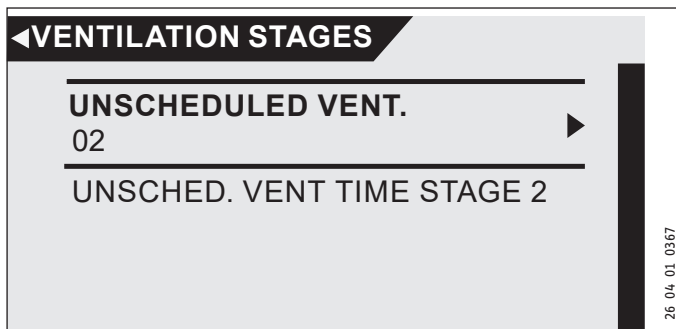 VENTILATION STAGES
UNSCHEDULED VENT.
02
UNSCHED. VENT TIME STAGE 2
26 04 01 0367